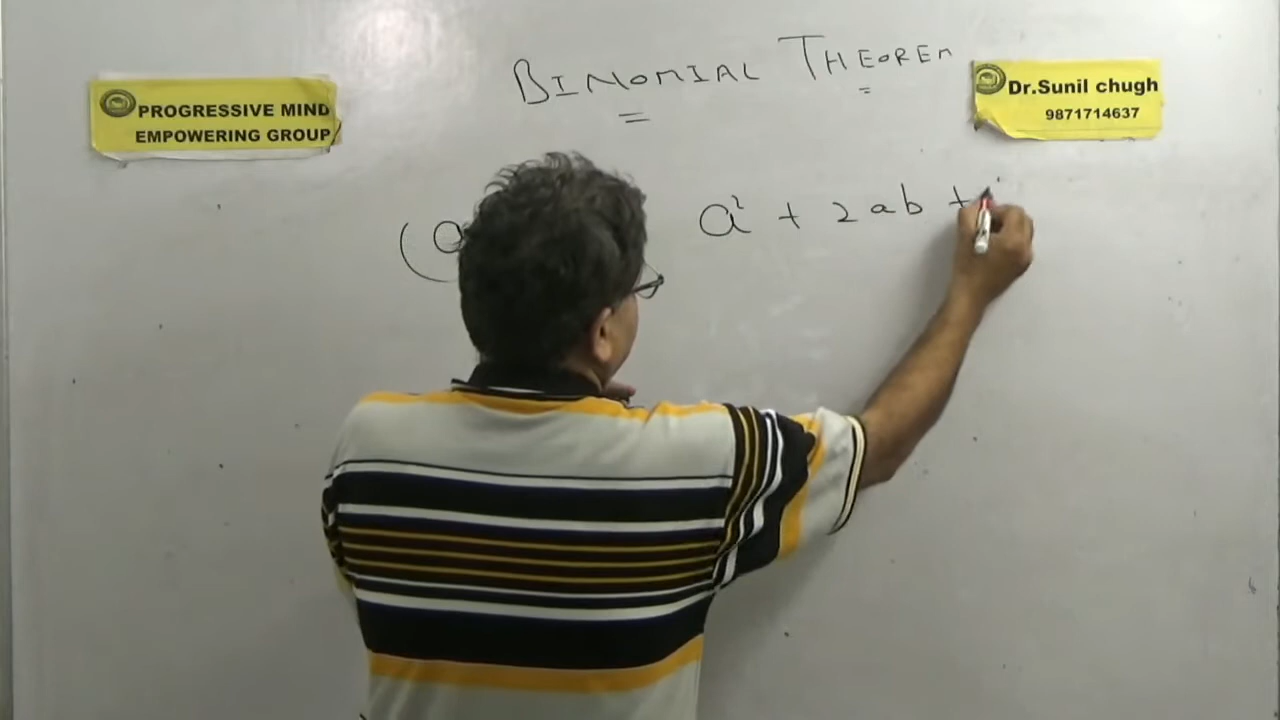 BINOMIAL THEOREM
PROGRESSIVE MIND
EMPOWERING GROUP
Dr.Sunil chugh
9871714637
(a
a² + 2ab +